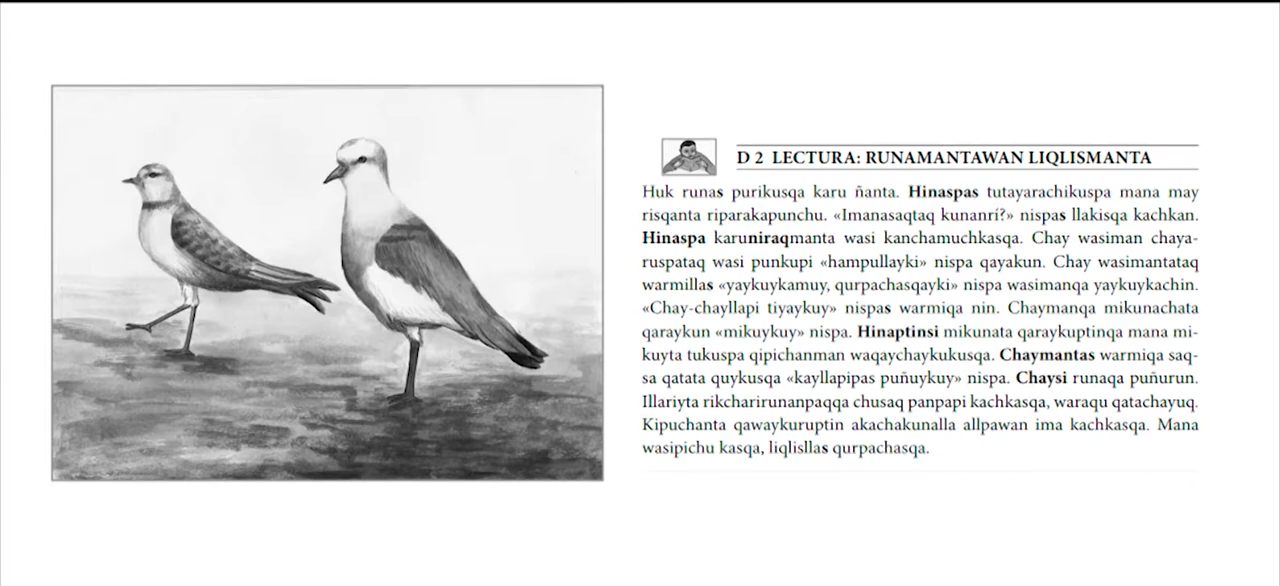 D 2 LECTURA: RUNAMANTAWAN LIQLISMANTA
Huk runas purikusqa karu ñanta. Hinaspas tutayarachikuspa mana may
risqanta riparakapunchu. «Imanasaqtaq kunanrí?» nispas llakisqa kachkan.
Hinaspa karuniraqmanta wasi kanchamuchkasqa. Chay wasiman chaya-
ruspataq wasi punkupi «hampullayki» nispa qayakun. Chay wasimantataq
warmillas «yaykuykamuy, qurpachasqayki» nispa wasimanqa yaykuykachin.
«Chay-chayllapi tiyaykuy» nispas warmiqa nin. Chaymanqa mikunachata
qaraykun «mikuykuy» nispa. Hinaptinsi mikunata qaraykuptinqa mana mi-
kuyta tukuspa qipichanman waqaychaykukusqa. Chaymantas warmiqa saq-
sa qatata quykusqa «kayllapipas puñuykuy» nispa. Chaysi runaqa puñurun.
Illariyta rikcharirunanpaqqa chusaq panpapi kachkasqa, waraqu qatachayuq.
Kipuchanta qawaykuruptin akachakunalla allpawan ima kachkasqa. Mana
wasipichu kasqa, liqlisllas qurpachasqa.